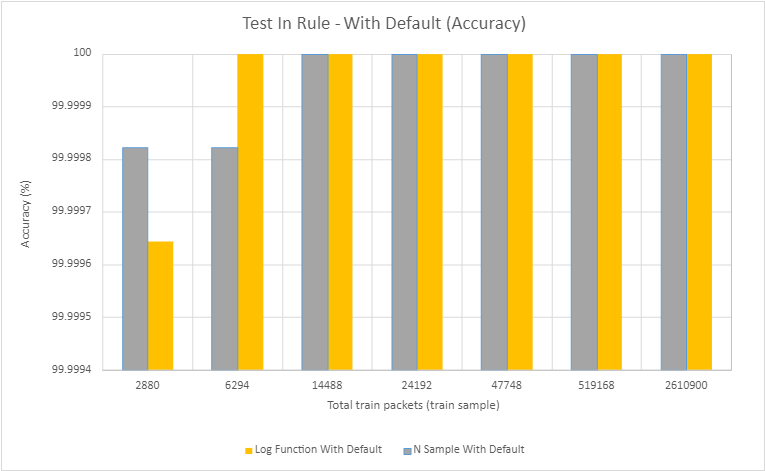 Test In Rule - With Default (Accuracy)
100
99.9999
99.9998
99.9997
99.9996
99.9995
99.9994
Accuracy (%)
2880 6294 14488 24192 47748 519168 2610900
Total train packets (train sample)
Log Function With Default N Sample With Default